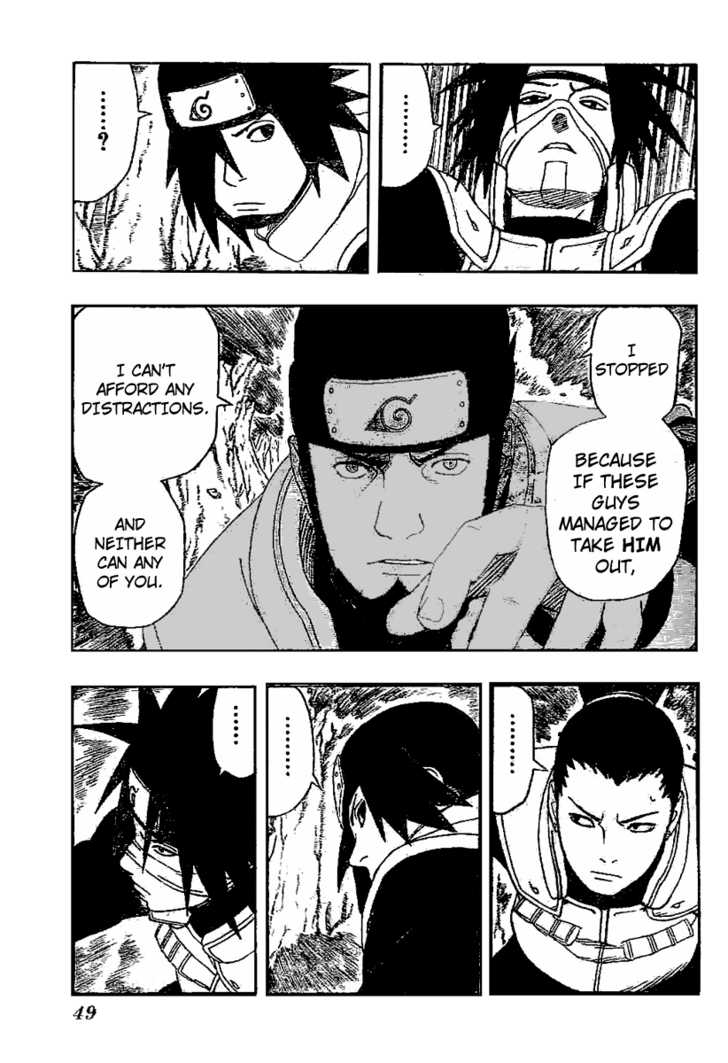 ......
......?
I
STOPPED
BECAUSE
IF THESE
GUYS
MANAGED TO
TAKE HIM
OUT,
I CAN'T
AFFORD ANY
DISTRACTIONS.
AND
NEITHER
CAN ANY
OF YOU.
......
......
......
49